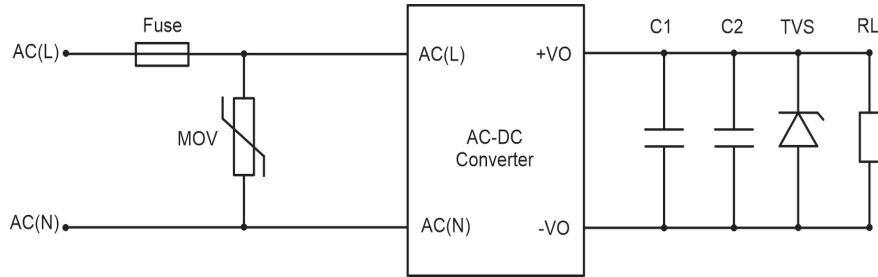 Fuse
C1 C2 TVS RL
AC(L) AC(L) +VO
MOV
AC-DC
Converter
AC(N) AC(N) -VO